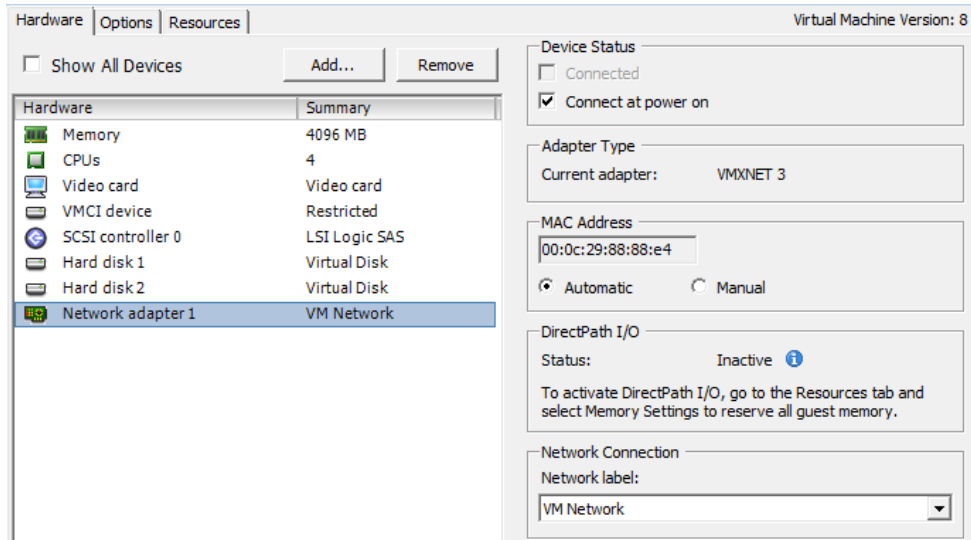 Hardware Options Resources Virtual Machine Version: 8
Show All Devices Add... Remove
Hardware Summary
Memory 4096 MB
CPUs 4
Video card Video card
VMCI device Restricted
SCSI controller 0 LSI Logic SAS
Hard disk 1 Virtual Disk
Hard disk 2 Virtual Disk
Network adapter 1 VM Network
Device Status
Connected
Connect at power on
Adapter Type
Current adapter: VMXNET 3
MAC Address
00:0c:29:88:88:e4
Automatic Manual
DirectPath I/O
Status: Inactive
To activate DirectPath I/O, go to the Resources tab and
select Memory Settings to reserve all guest memory.
Network Connection
Network label:
VM Network